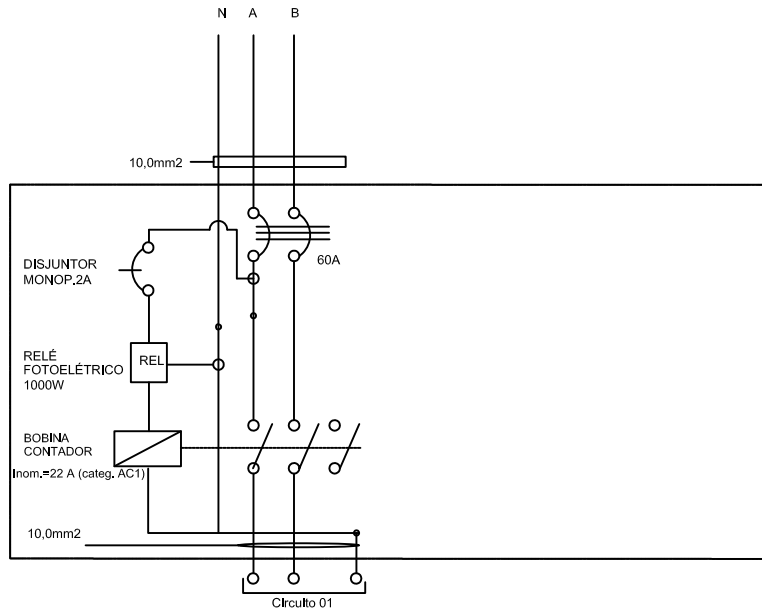 N A B
10,0mm2
60A
DISJUNTOR
MONOP.2A
RELÉ
FOTOELÉTRICO
1000W
REL
BOBINA
CONTADOR
Inom.=22 A (categ. AC1)
10,0mm2
Circuito 01